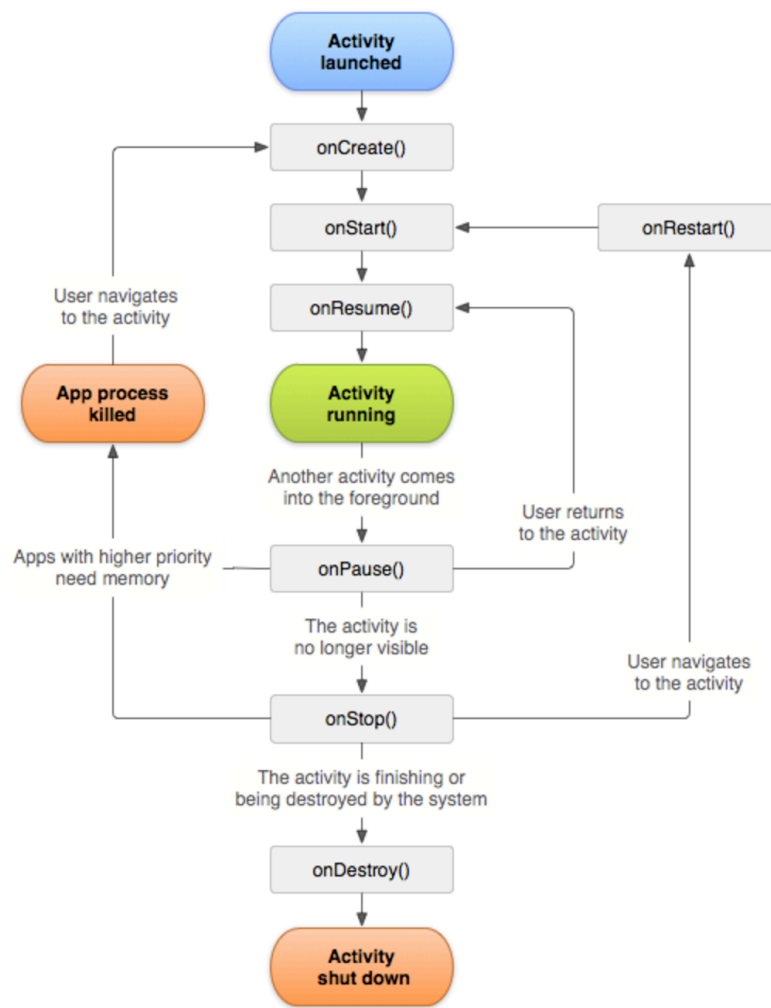 Activity
launched
onCreate()
onStart()
onRestart()
onResume()
User navigates
to the activity
App process
killed
Activity
running
Another activity comes
into the foreground
User returns
to the activity
Apps with higher priority
need memory
onPause()
The activity is
no longer visible
User navigates
to the activity
onStop()
The activity is finishing or
being destroyed by the system
onDestroy()
Activity
shut down